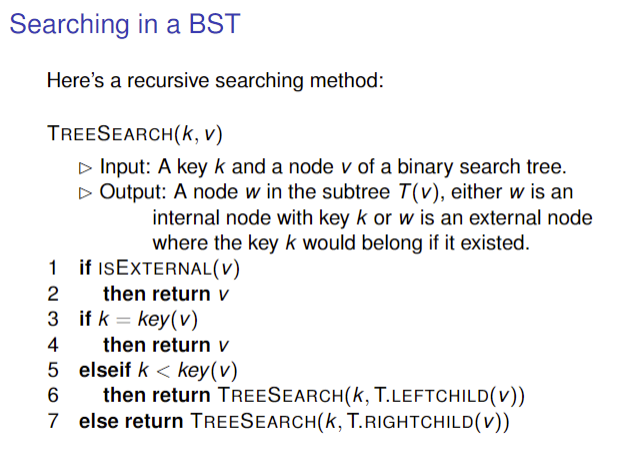 Searching in a BST
Here's a recursive searching method:
TREESEARCH(k, v)
▷ Input: A key k and a node v of a binary search tree.
▷ Output: A node w in the subtree T(v), either w is an
internal node with key k or w is an external node
where the key k would belong if it existed.
1 if ISEXTERNAL(v)
2 then return v
3 if k = key(v)
4 then return v
5 elseif k < key(v)
6 then return TREESEARCH(k, T.LEFTCHILD(v))
7 else return TREESEARCH(k, T.RIGHTCHILD(v))